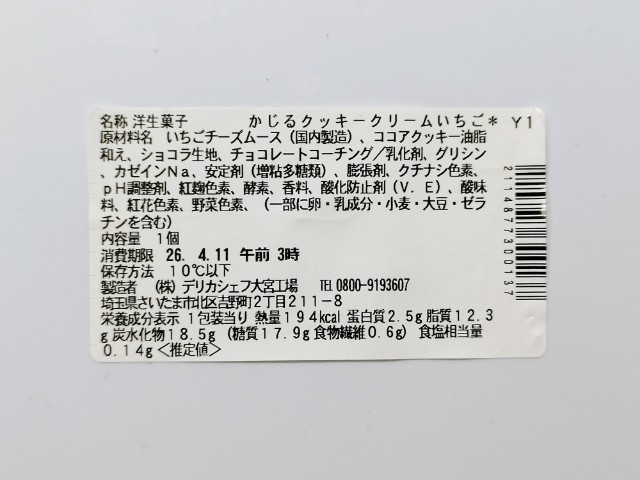 名称 洋生菓子　かじるクッキークリームいちご＊ Y1
原材料名 いちごチーズムース（国内製造）、ココアクッキー油脂
和え、ショコラ生地、チョコレートコーチング／乳化剤、グリシン
、カゼインNa、安定剤（増粘多糖類）、膨張剤、クチナシ色素、
pH調整剤、紅麹色素、酵素、香料、酸化防止剤（V．E）、酸味
料、紅花色素、野菜色素、（一部に卵・乳成分・小麦・大豆・ゼラ
チンを含む）
内容量 1個
消費期限 26. 4.11 午前 3時
保存方法 10℃以下
製造者 （株）デリカシェフ大宮工場 TEL 0800-9193607
埼玉県さいたま市北区吉野町2丁目211-8
栄養成分表示 1包装当り 熱量194kcal 蛋白質2.5g 脂質12.3
g 炭水化物18.5g（糖質17.9g 食物繊維0.6g） 食塩相当量
0.14g＜推定値＞
2114877300137